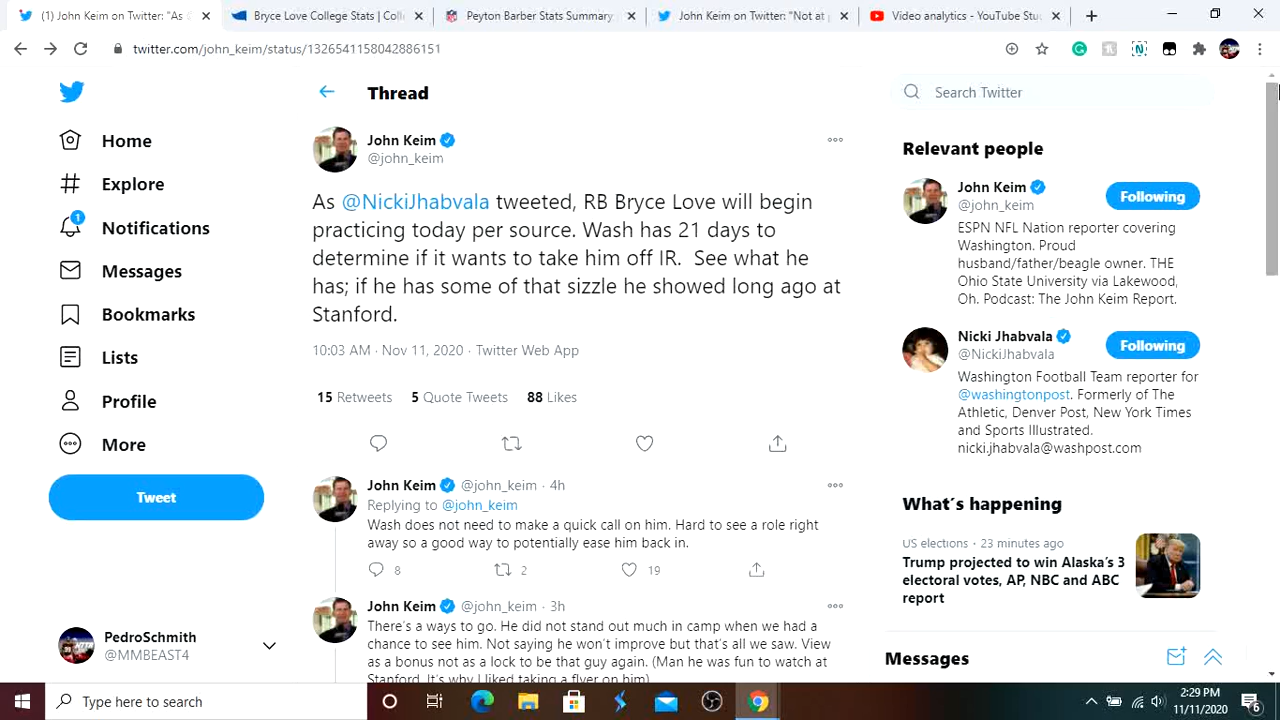 (1) John Keim on Twitter: "As
Bryce Love College Stats | Coll
Peyton Barber Stats Summary
John Keim on Twitter: "Not at
Video analytics - YouTube Stu
twitter.com/john_keim/status/1326541158042886151
Thread
Search Twitter
Home
Explore
1
Notifications
Messages
Bookmarks
Lists
Profile
More
Tweet
PedroSchmith
@MMBEAST4
John Keim
@john_keim
As @NickiJhabvala tweeted, RB Bryce Love will begin
practicing today per source. Wash has 21 days to
determine if it wants to take him off IR. See what he
has; if he has some of that sizzle he showed long ago at
Stanford.
10:03 AM · Nov 11, 2020 · Twitter Web App
15 Retweets 5 Quote Tweets 88 Likes
John Keim @john_keim · 4h
Replying to @john_keim
Wash does not need to make a quick call on him. Hard to see a role right
away so a good way to potentially ease him back in.
8 2 19
John Keim @john_keim · 3h
There's a ways to go. He did not stand out much in camp when we had a
chance to see him. Not saying he won't improve but that's all we saw. View
as a bonus not as a lock to be that guy again. (Man he was fun to watch at
Stanford. It's why I liked taking a flyer on him)
Relevant people
John Keim
@john_keim
Following
ESPN NFL Nation reporter covering
Washington. Proud
husband/father/beagle owner. THE
Ohio State University via Lakewood,
Oh. Podcast: The John Keim Report.
Nicki Jhabvala
@NickiJhabvala
Following
Washington Football Team reporter for
@washingtonpost. Formerly of The
Athletic, Denver Post, New York Times
and Sports Illustrated.
nicki.jhabvala@washpost.com
What's happening
US elections · 23 minutes ago
Trump projected to win Alaska's 3
electoral votes, AP, NBC and ABC
report
Messages
Type here to search
2:29 PM
11/11/2020
6